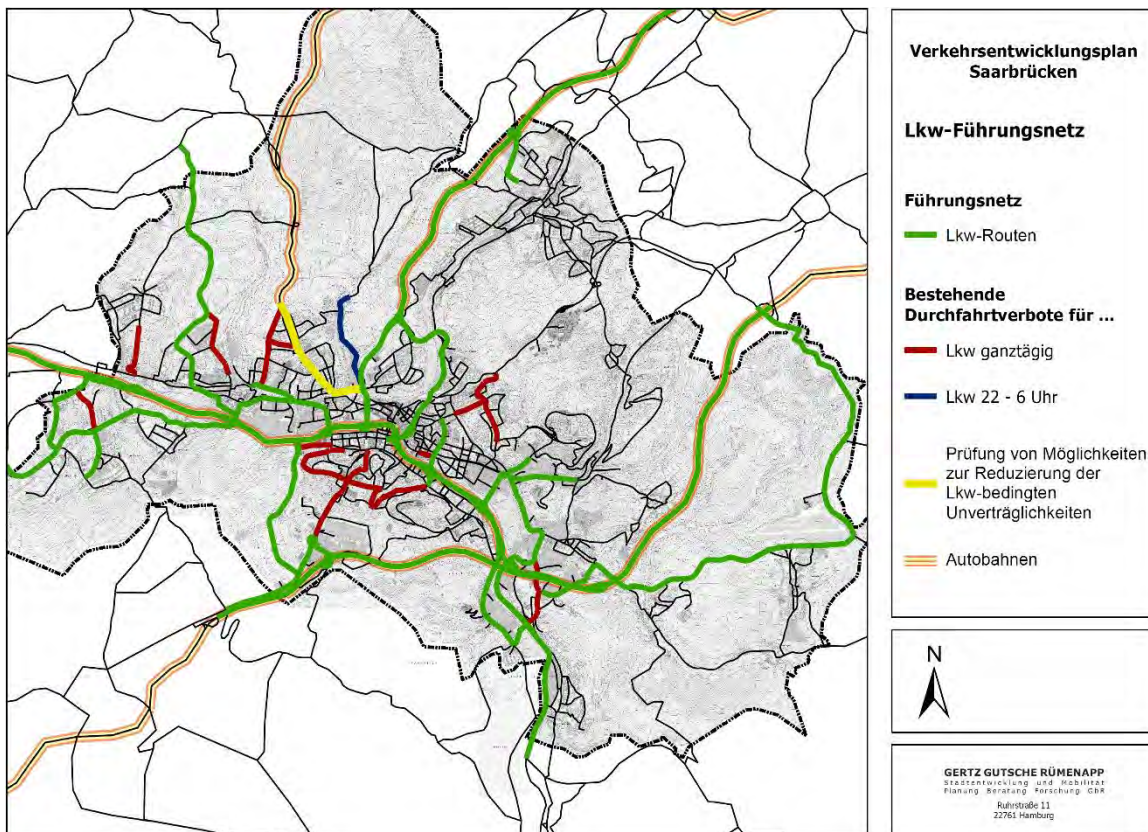 Verkehrsentwicklungsplan
Saarbrücken
Lkw-Führungsnetz
Führungsnetz
Lkw-Routen
Bestehende
Durchfahrtverbote für ...
Lkw ganztägig
Lkw 22 - 6 Uhr
Prüfung von Möglichkeiten
zur Reduzierung der
Lkw-bedingten
Unverträglichkeiten
Autobahnen
N
GERTZ GUTSCHE RÜMENAPP
Stadtentwicklung und Mobilität
Planung Beratung Forschung GbR
Ruhrstraße 11
22761 Hamburg